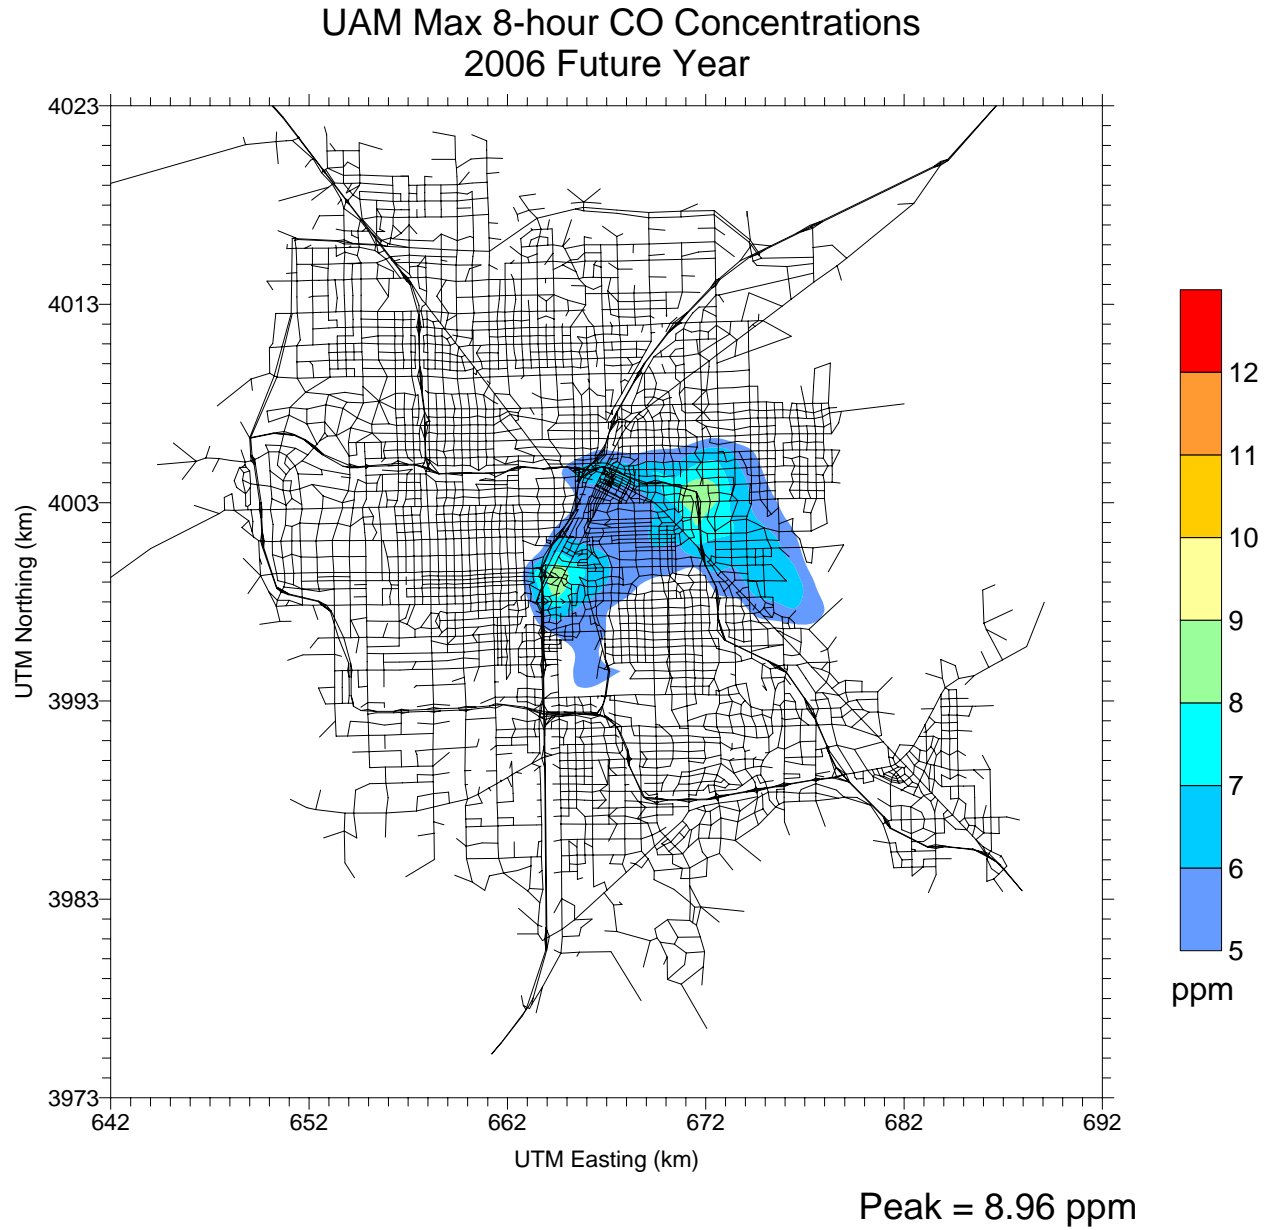 UAM Max 8-hour CO Concentrations
2006 Future Year
4023
4013
4003
3993
3983
3973
UTM Northing (km)
642 652 662 672 682 692
UTM Easting (km)
12
11
10
9
8
7
6
5
ppm
Peak = 8.96 ppm